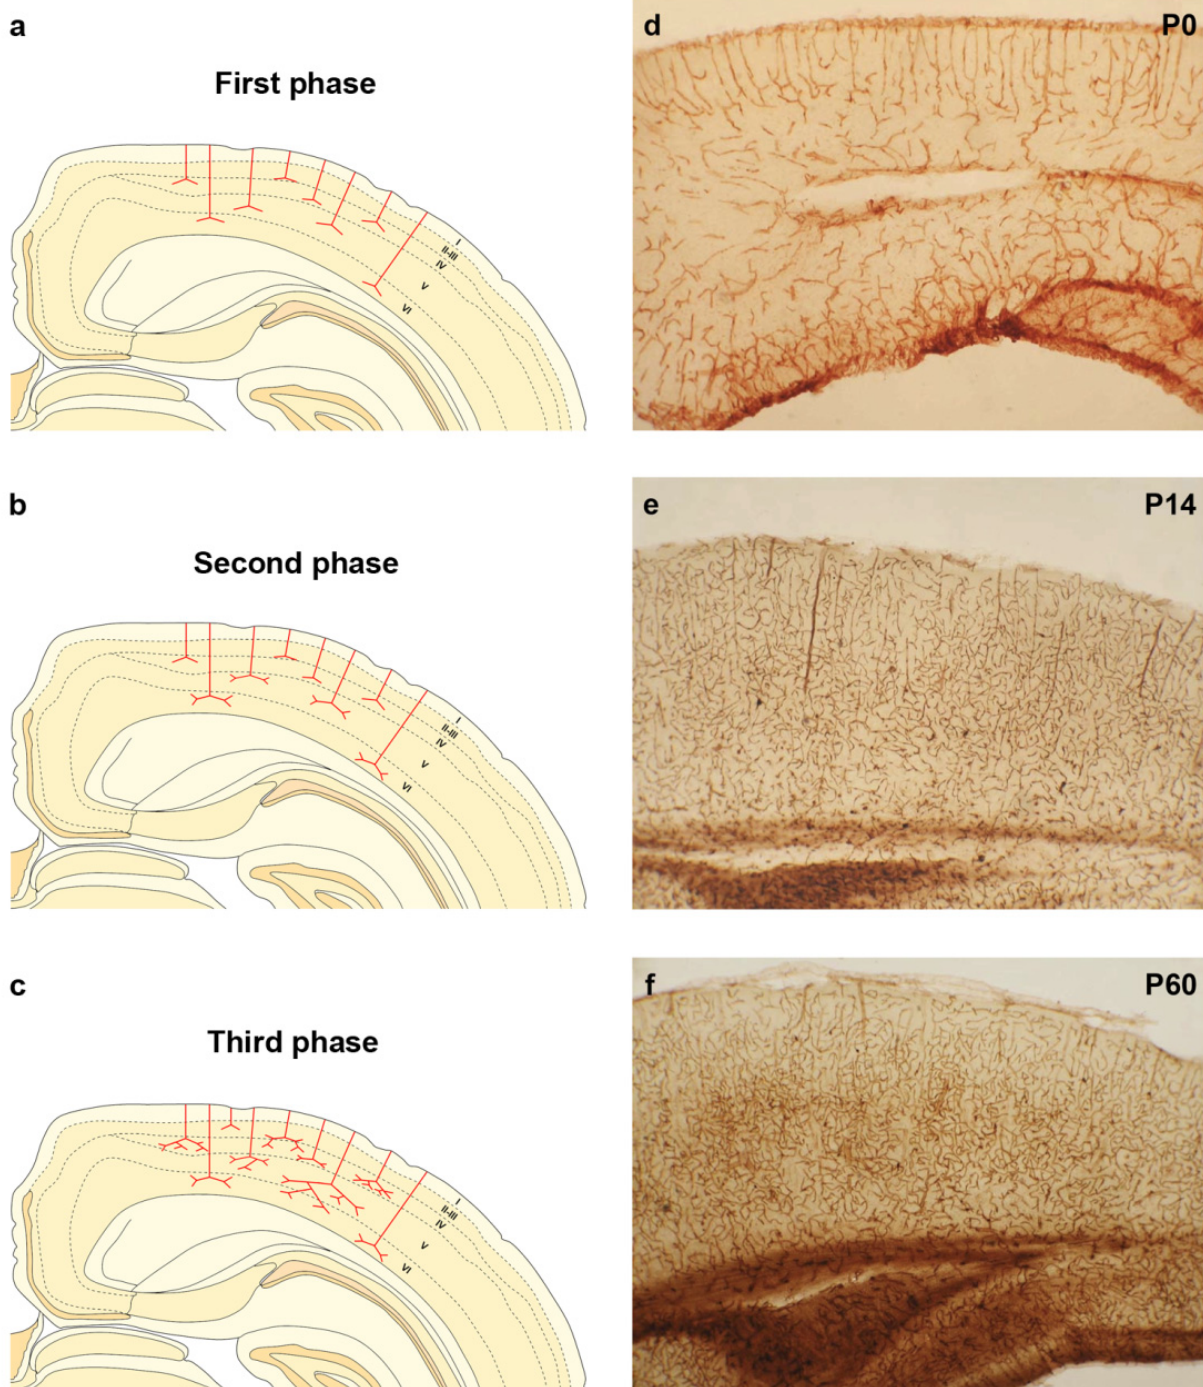 a
First phase
I
II-III
IV
V
VI
d
P0
b
Second phase
I
II-III
IV
V
VI
e
P14
c
Third phase
I
II-III
IV
V
VI
f
P60